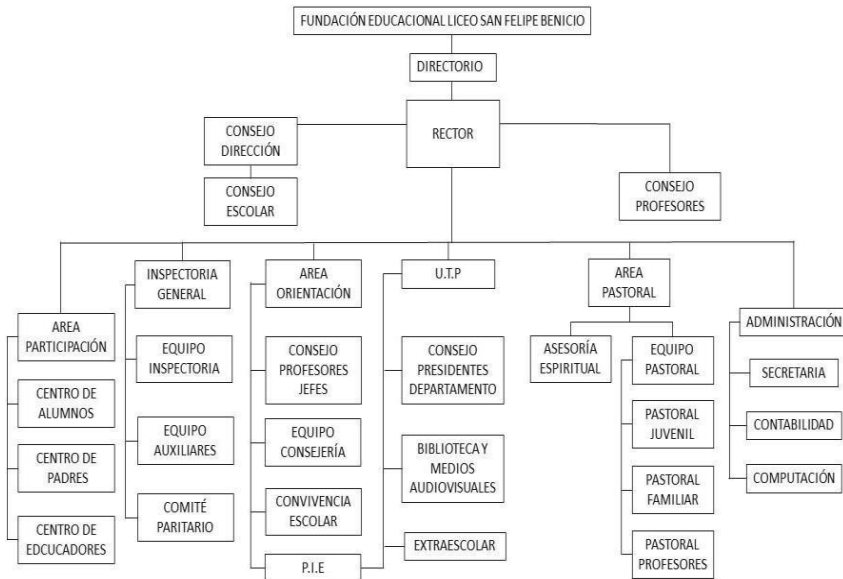 FUNDACIÓN EDUCACIONAL LICEO SAN FELIPE BENICIO
DIRECTORIO
RECTOR
CONSEJO
DIRECCIÓN
CONSEJO
ESCOLAR
CONSEJO
PROFESORES
AREA
PARTICIPACIÓN
CENTRO DE
ALUMNOS
CENTRO DE
PADRES
CENTRO DE
EDCUCADORES
INSPECTORIA
GENERAL
EQUIPO
INSPECTORIA
EQUIPO
AUXILIARES
COMITÉ
PARITARIO
AREA
ORIENTACIÓN
CONSEJO
PROFESORES
JEFES
EQUIPO
CONSEJERÍA
CONVIVENCIA
ESCOLAR
P.I.E
U.T.P
CONSEJO
PRESIDENTES
DEPARTAMENTO
BIBLIOTECA Y
MEDIOS
AUDIOVISUALES
EXTRAESCOLAR
AREA
PASTORAL
ASESORÍA
ESPIRITUAL
EQUIPO
PASTORAL
PASTORAL
JUVENIL
PASTORAL
FAMILIAR
PASTORAL
PROFESORES
ADMINISTRACIÓN
SECRETARIA
CONTABILIDAD
COMPUTACIÓN